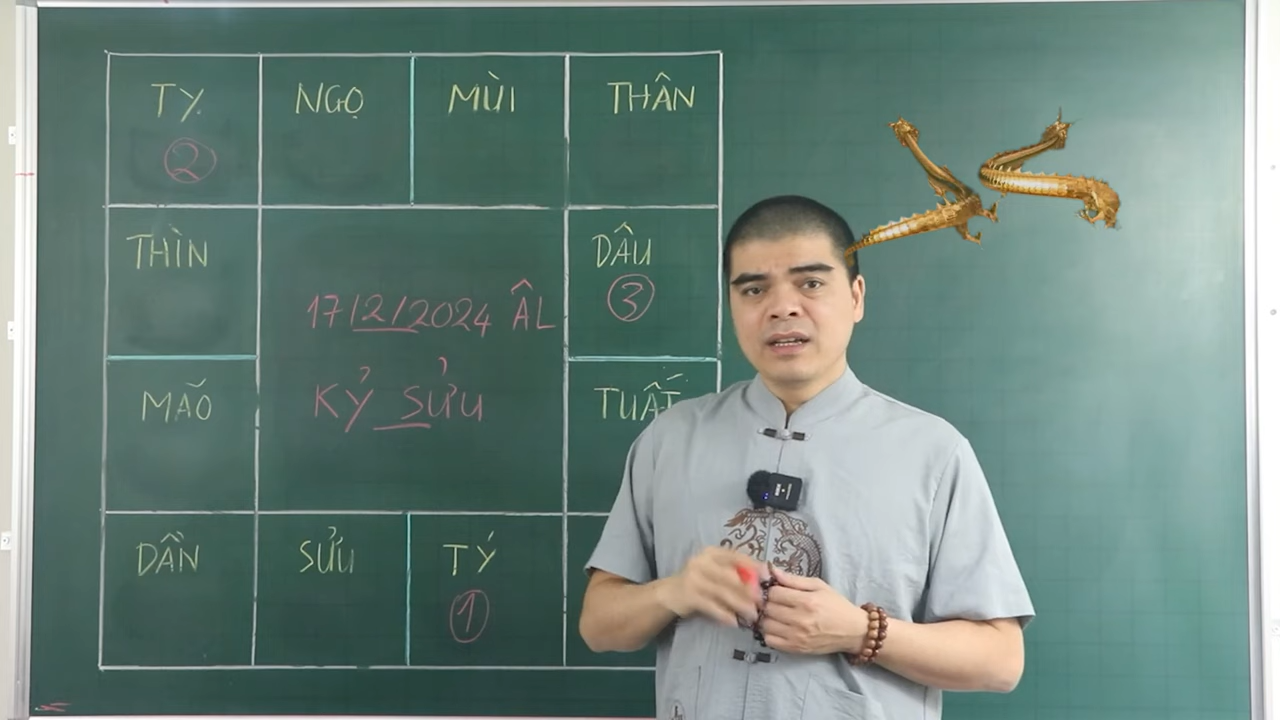 TỴ
NGỌ
MÙI
THÂN
2
THÌN
DẬU
3
17/2/2024 ÂL
KỶ SỬU
MÃO
TUẤT
DẦN
SỬU
TÝ
1